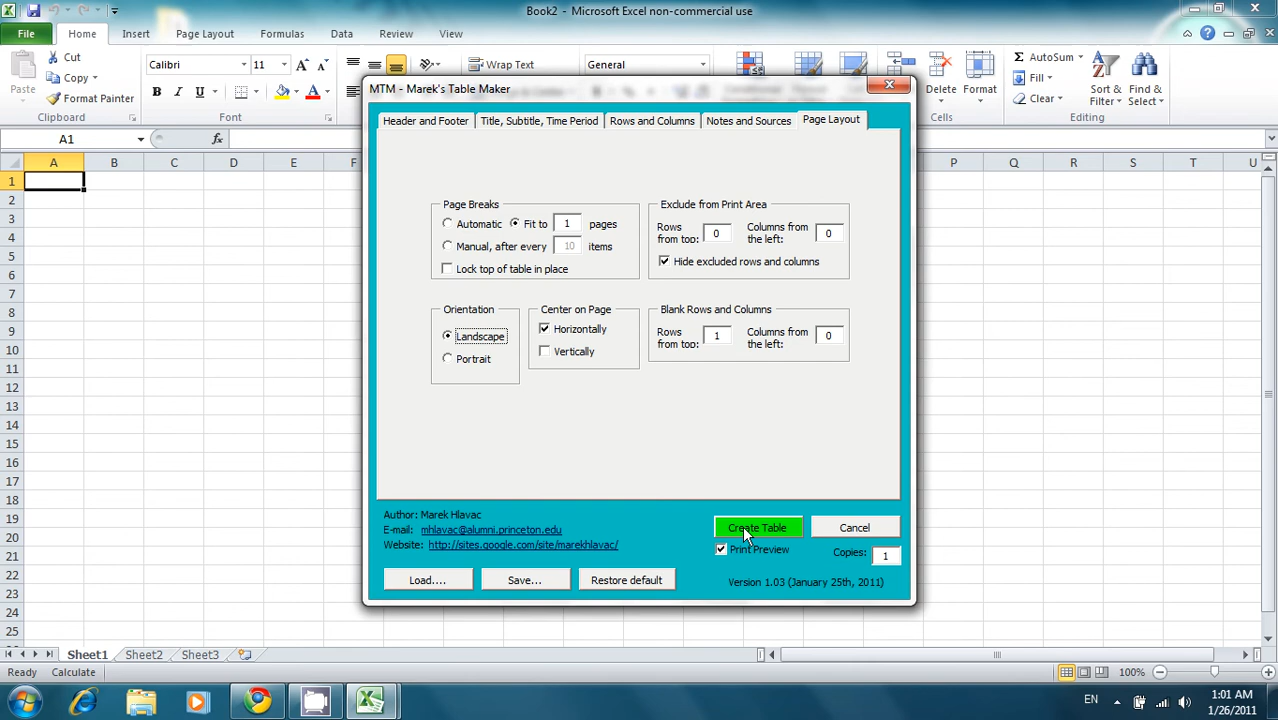 Book2 - Microsoft Excel non-commercial use
File Home Insert Page Layout Formulas Data Review View
Cut
Copy
Format Painter
Paste
Clipboard
Calibri 11
B I U
Font
Wrap Text
General
Delete Format
AutoSum
Fill
Clear
Sort & Filter
Find & Select
Cells
Editing
A1 fx
MTM - Marek's Table Maker
Header and Footer Title, Subtitle, Time Period Rows and Columns Notes and Sources Page Layout
Page Breaks
Automatic Fit to 1 pages
Manual, after every 10 items
Lock top of table in place
Exclude from Print Area
Rows from top: 0 Columns from the left: 0
Hide excluded rows and columns
Orientation
Landscape
Portrait
Center on Page
Horizontally
Vertically
Blank Rows and Columns
Rows from top: 1 Columns from the left: 0
Author: Marek Hlavac
E-mail: mhlavac@alumni.princeton.edu
Website: http://sites.google.com/site/marekhlavac/
Create Table Cancel
Print Preview Copies: 1
Load.... Save... Restore default
Version 1.03 (January 25th, 2011)
A B C D E F P Q R S T U
1
2
3
4
5
6
7
8
9
10
11
12
13
14
15
16
17
18
19
20
21
22
23
24
25
Sheet1 Sheet2 Sheet3
Ready Calculate 100%
EN 1:01 AM
1/26/2011